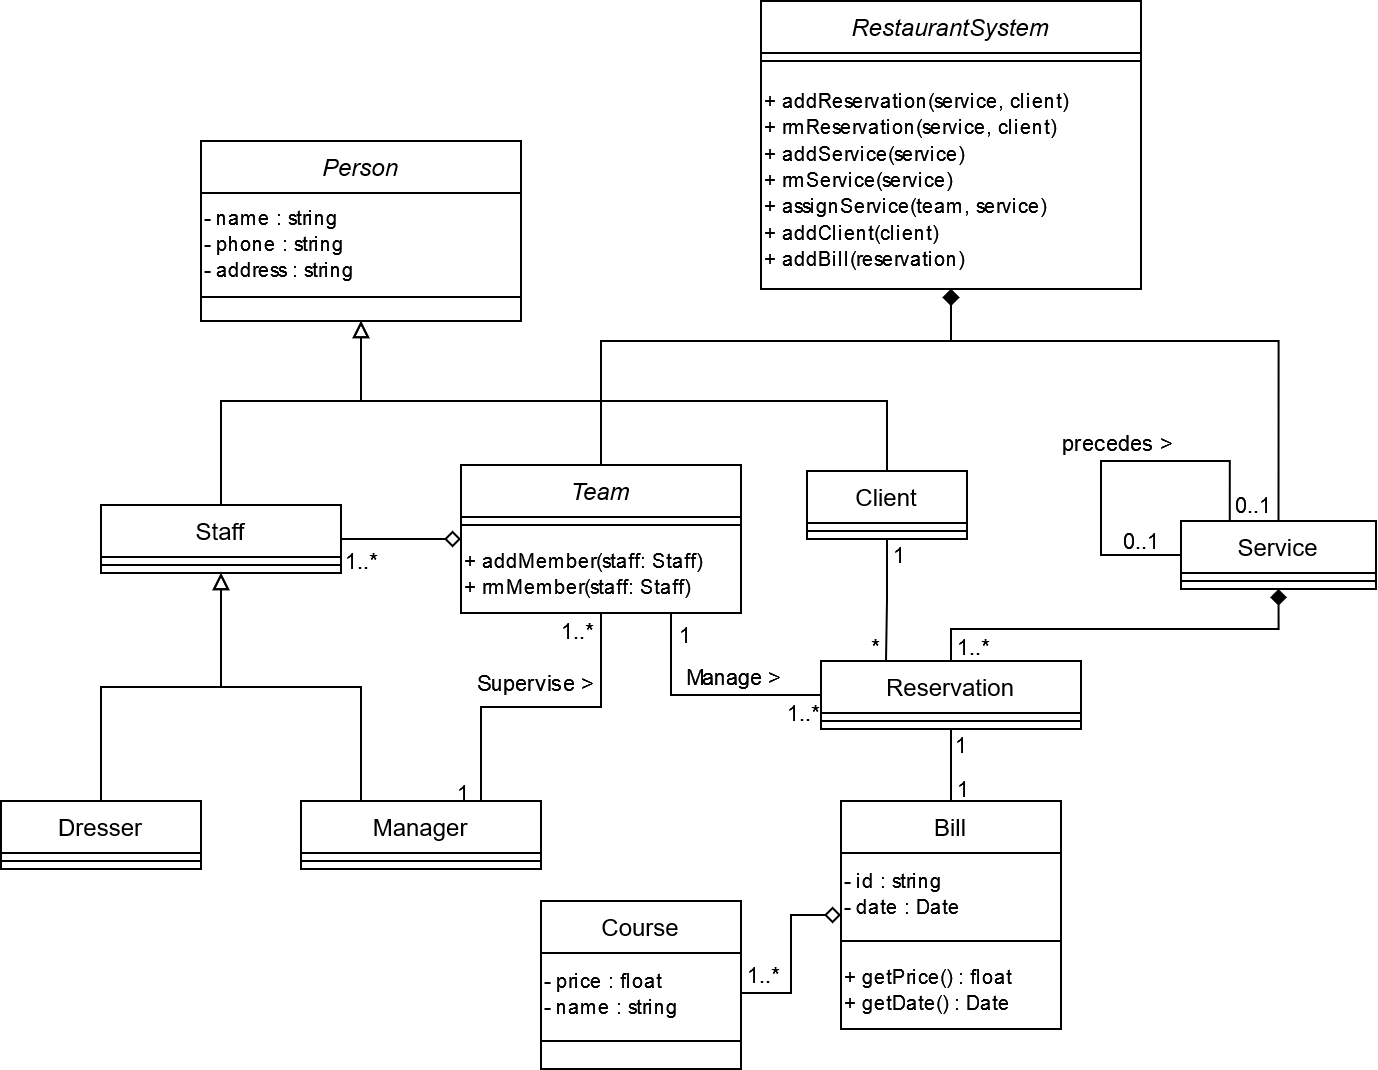 RestaurantSystem
+ addReservation(service, client)
+ rmReservation(service, client)
+ addService(service)
+ rmService(service)
+ assignService(team, service)
+ addClient(client)
+ addBill(reservation)
Person
- name : string
- phone : string
- address : string
precedes >
0..1
0..1
Service
Team
+ addMember(staff: Staff)
+ rmMember(staff: Staff)
Client
Staff
1..*
1
1..*
1
*
1..*
Supervise >
Manage >
1..*
Reservation
1
1
1
Dresser
Manager
Bill
- id : string
- date : Date
+ getPrice() : float
+ getDate() : Date
Course
- price : float
- name : string
1..*